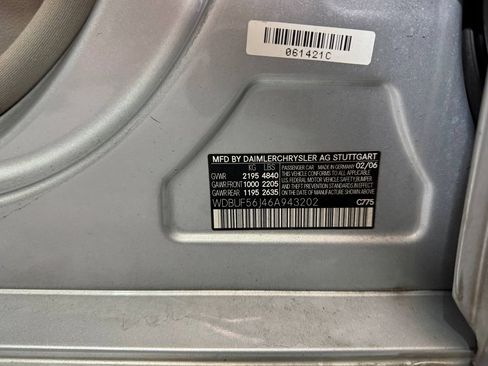 061421C
MFD BY DAIMLERCHRYSLER AG STUTTGART
PASSENGER CAR MADE IN GERMANY 02/06
KG LBS
GVWR 2195 4840
GAWR FRONT 1000 2205
GAWR REAR 1195 2635
THIS VEHICLE CONFORMS TO ALL APPLICABLE
FEDERAL MOTOR VEHICLE SAFETY, BUMPER,
AND THEFT PREVENTION STANDARDS IN EFFECT
ON THE DATE OF MANUFACTURE SHOWN ABOVE.
WDBUF56J46A943202 C775